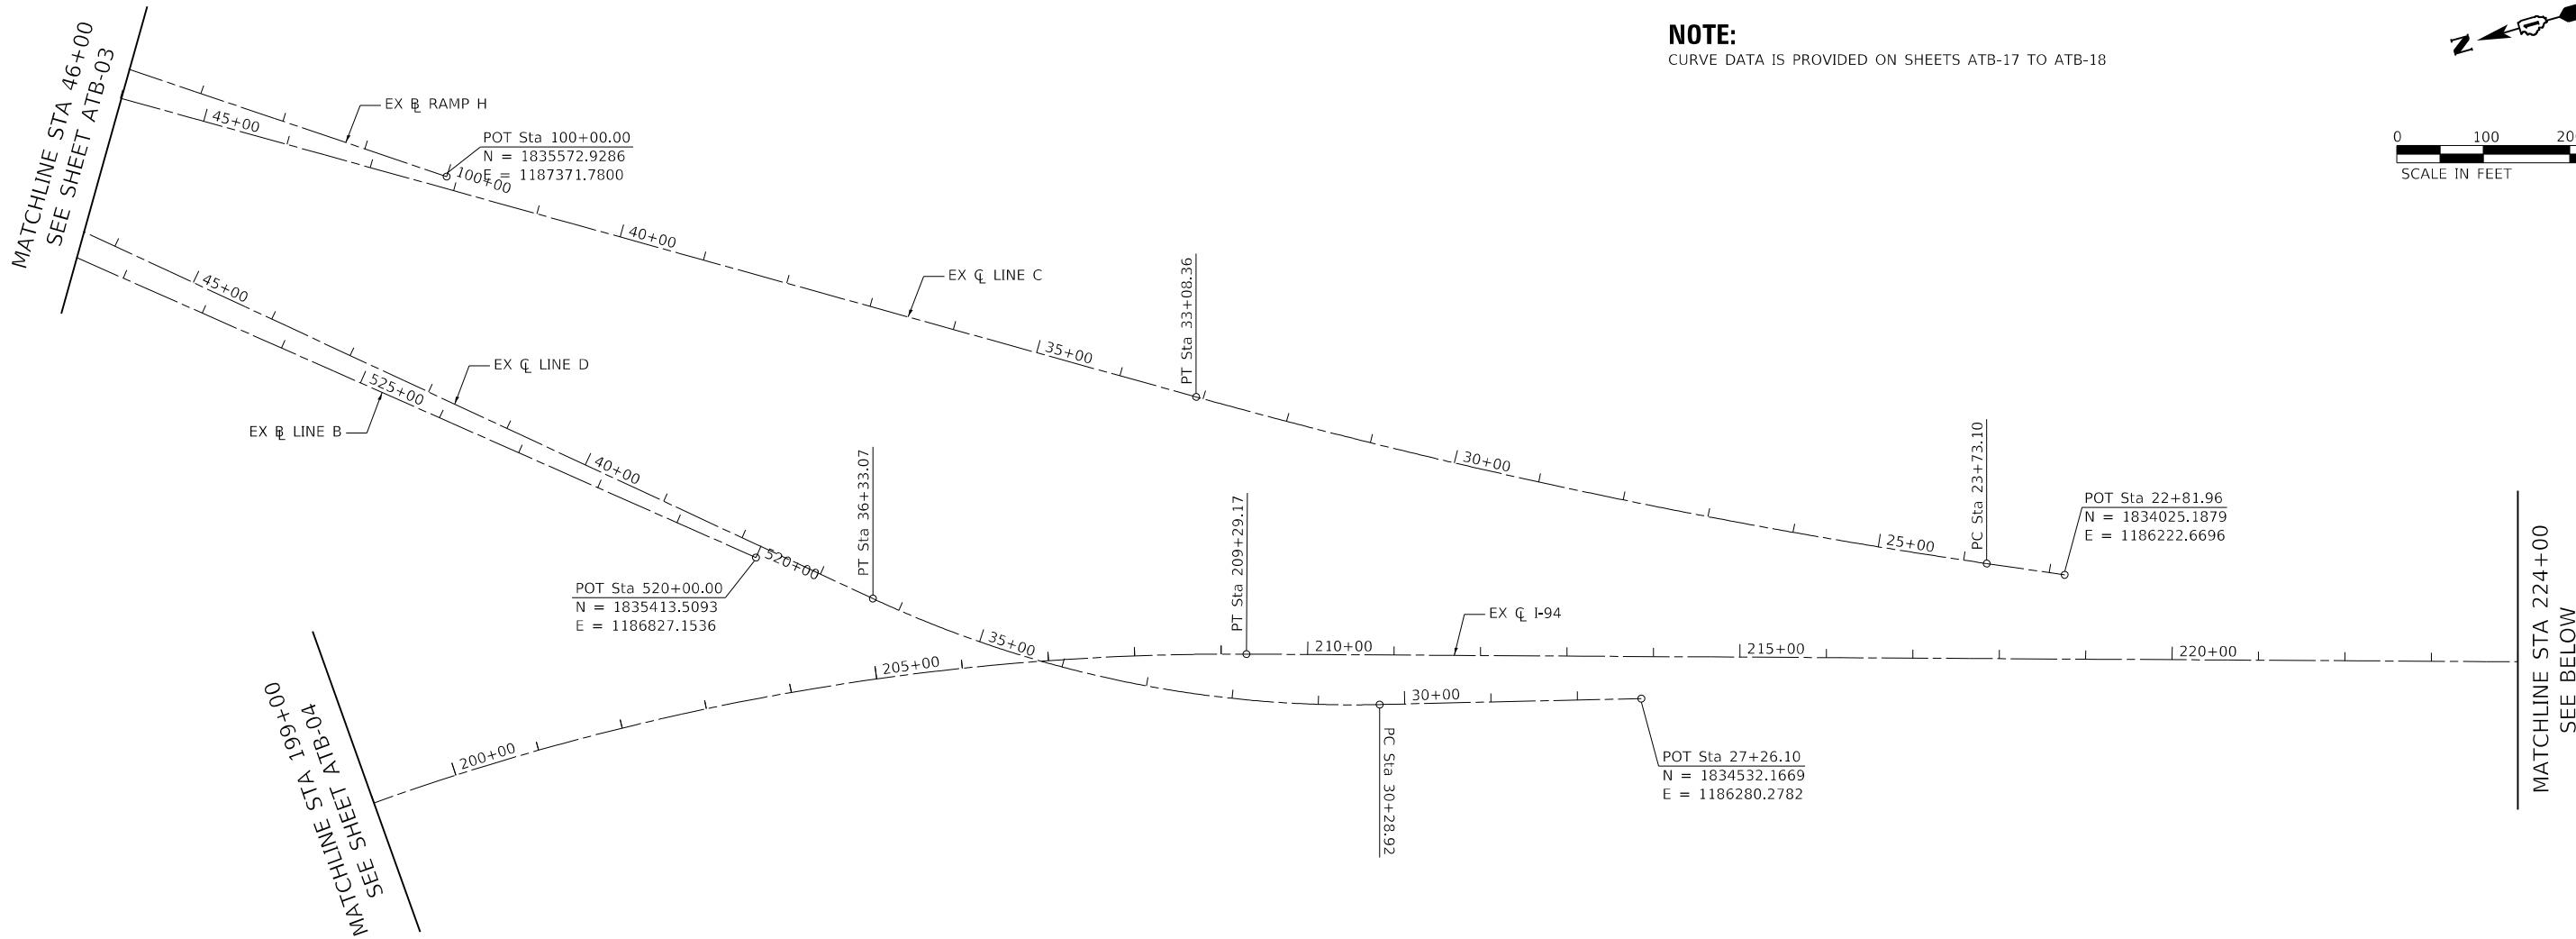 MATCHLINE STA 46+00
SEE SHEET ATB-03
EX ⅊ RAMP H
45+00
POT Sta 100+00.00
N = 1835572.9286
E = 1187371.7800
100+00
40+00
EX ℄ LINE C
35+00
PT Sta 33+08.36
30+00
25+00
PC Sta 23+73.10
POT Sta 22+81.96
N = 1834025.1879
E = 1186222.6696
NOTE:
CURVE DATA IS PROVIDED ON SHEETS ATB-17 TO ATB-18
N
0 100
SCALE IN FEET
45+00
525+00
EX ℄ LINE D
EX ⅊ LINE B
40+00
520+00
POT Sta 520+00.00
N = 1835413.5093
E = 1186827.1536
PT Sta 36+33.07
35+00
PT Sta 209+29.17
210+00
EX ℄ I-94
215+00
220+00
205+00
200+00
30+00
PC Sta 30+28.92
POT Sta 27+26.10
N = 1834532.1669
E = 1186280.2782
MATCHLINE STA 199+00
SEE SHEET ATB-04
MATCHLINE STA 224+00
SEE BELOW